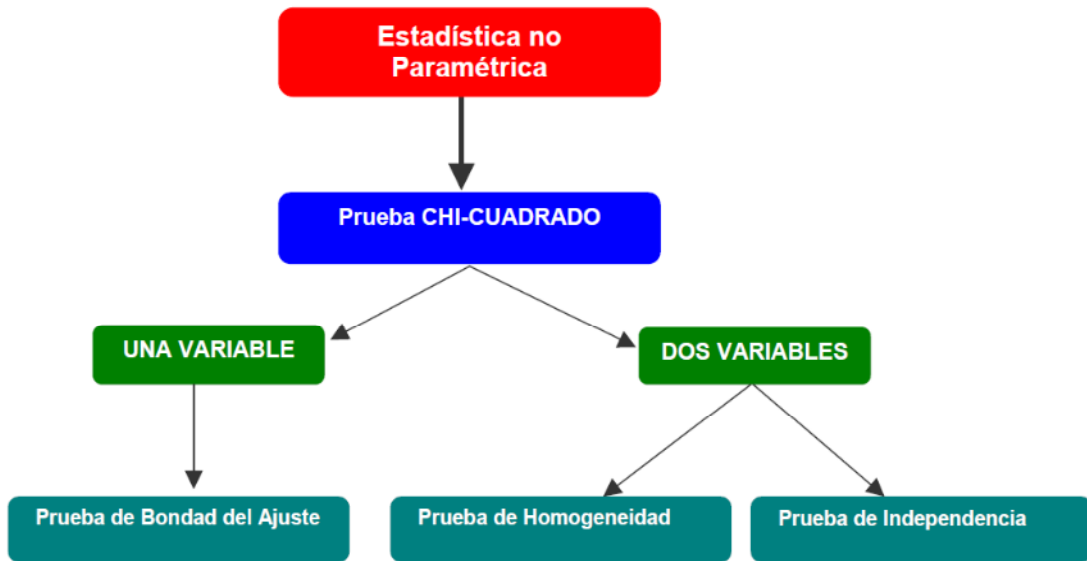 Estadística no
Paramétrica
Prueba CHI-CUADRADO
UNA VARIABLE
DOS VARIABLES
Prueba de Bondad del Ajuste
Prueba de Homogeneidad
Prueba de Independencia